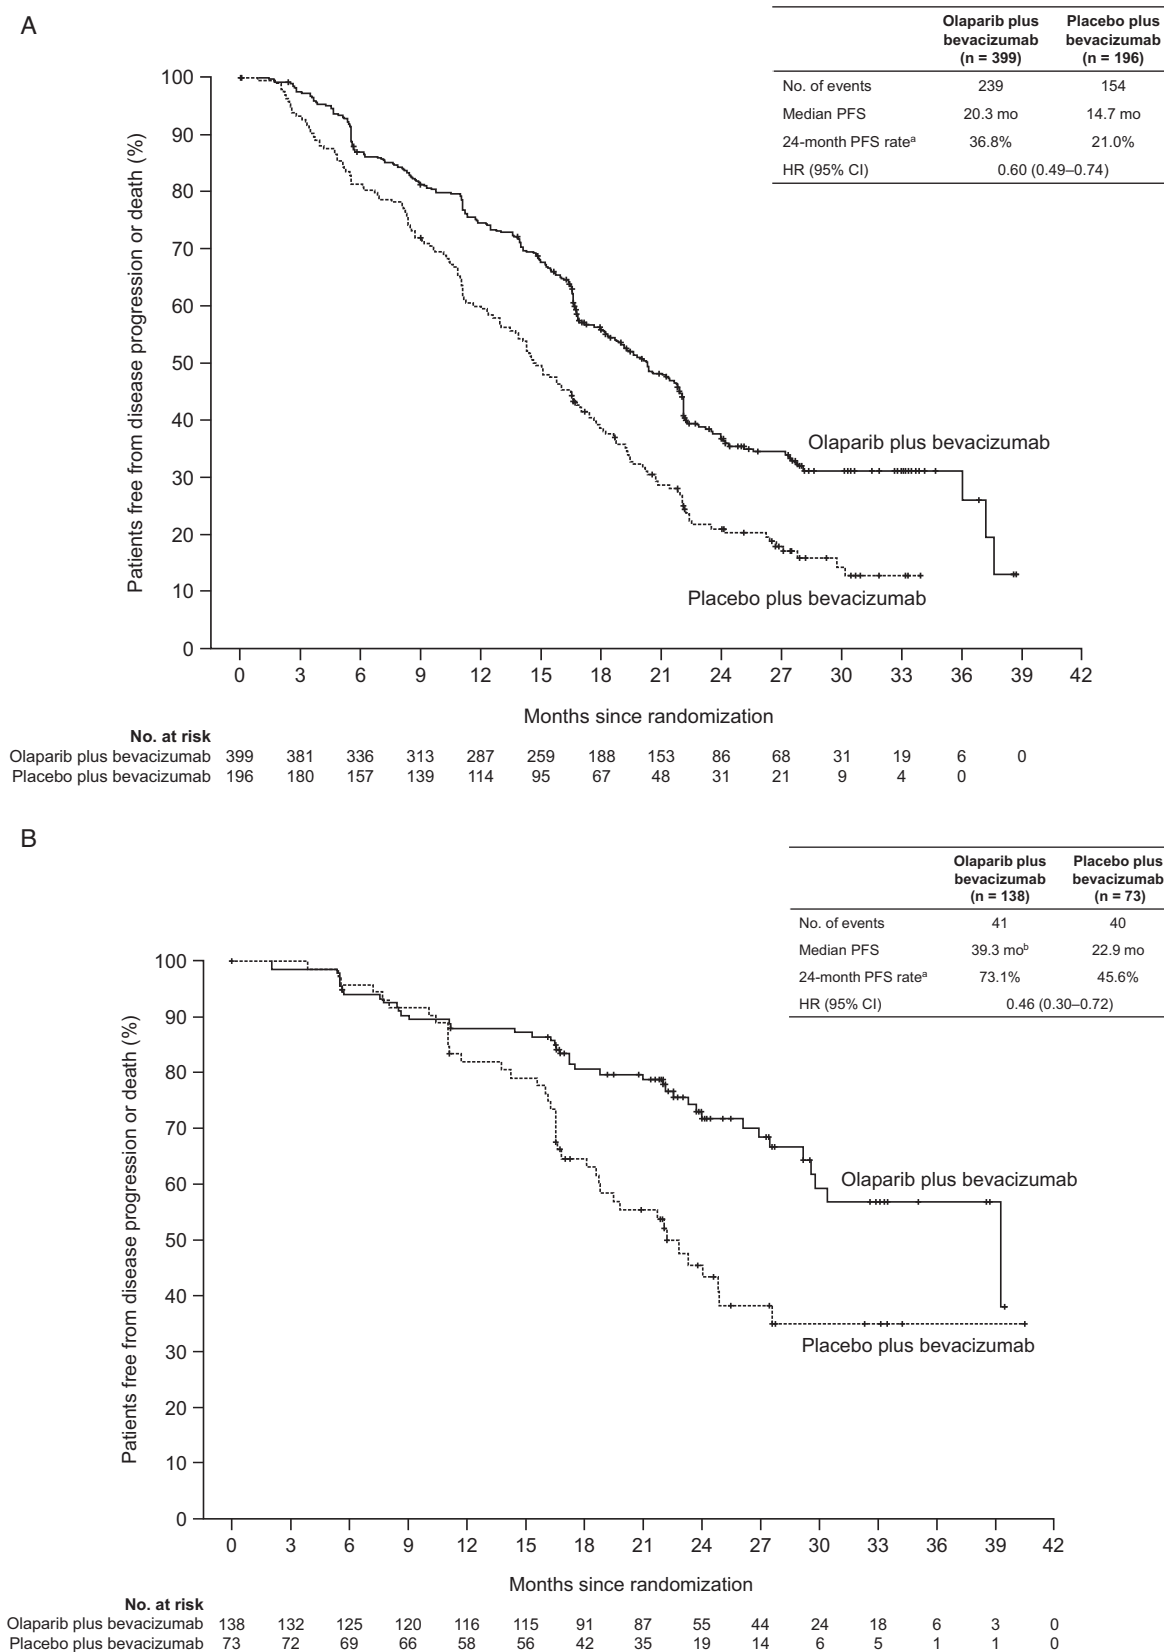 A
Olaparib plus bevacizumab (n = 399) Placebo plus bevacizumab (n = 196)
No. of events 239 154
Median PFS 20.3 mo 14.7 mo
24-month PFS rateᵃ 36.8% 21.0%
HR (95% CI) 0.60 (0.49–0.74)
Patients free from disease progression or death (%)
100
90
80
70
60
50
40
30
20
10
0
Olaparib plus bevacizumab
Placebo plus bevacizumab
0 3 6 9 12 15 18 21 24 27 30 33 36 39 42
Months since randomization
No. at risk
Olaparib plus bevacizumab 399 381 336 313 287 259 188 153 86 68 31 19 6 0
Placebo plus bevacizumab 196 180 157 139 114 95 67 48 31 21 9 4 0
B
Olaparib plus bevacizumab (n = 138) Placebo plus bevacizumab (n = 73)
No. of events 41 40
Median PFS 39.3 moᵇ 22.9 mo
24-month PFS rateᵃ 73.1% 45.6%
HR (95% CI) 0.46 (0.30–0.72)
Patients free from disease progression or death (%)
100
90
80
70
60
50
40
30
20
10
0
Olaparib plus bevacizumab
Placebo plus bevacizumab
0 3 6 9 12 15 18 21 24 27 30 33 36 39 42
Months since randomization
No. at risk
Olaparib plus bevacizumab 138 132 125 120 116 115 91 87 55 44 24 18 6 3 0
Placebo plus bevacizumab 73 72 69 66 58 56 42 35 19 14 6 5 1 1 0